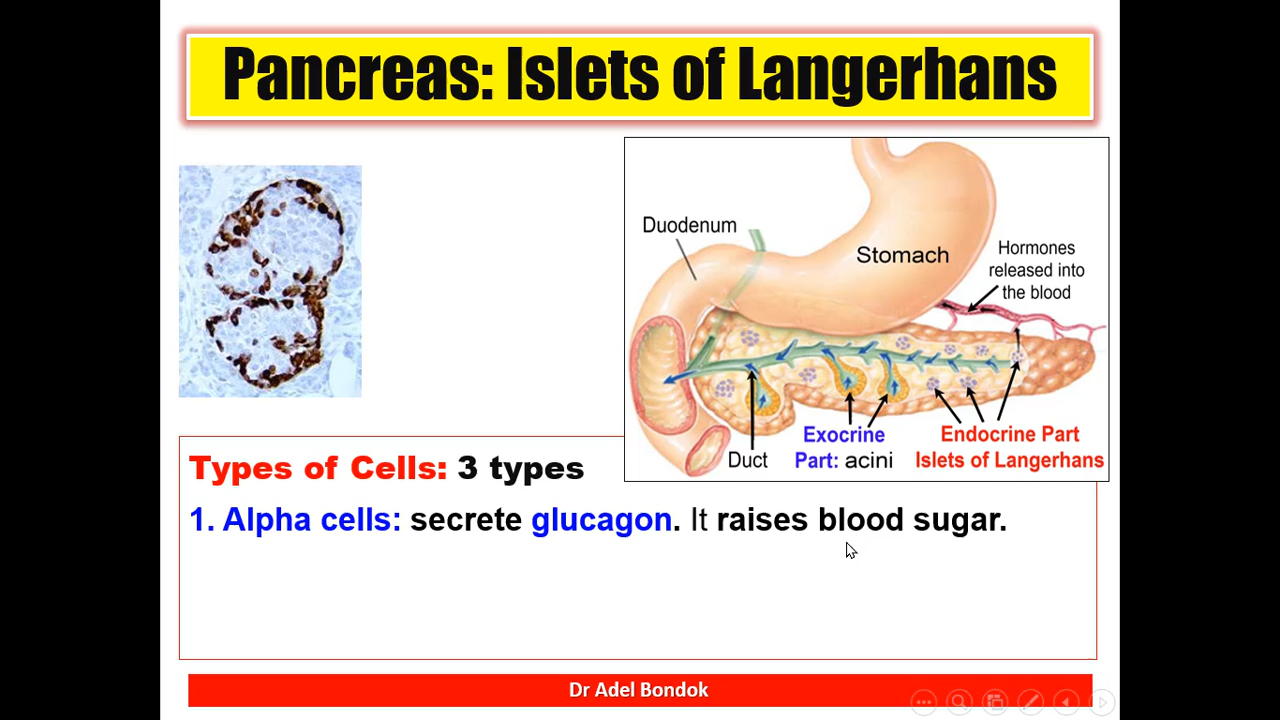 Pancreas: Islets of Langerhans
Duodenum
Stomach
Hormones
released into
the blood
Duct
Exocrine
Part: acini
Endocrine Part
Islets of Langerhans
Types of Cells: 3 types
1. Alpha cells: secrete glucagon. It raises blood sugar.
Dr Adel Bondok